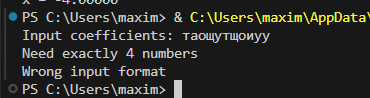 PS C:\Users\maxim> & C:\Users\maxim\AppData\
Input coefficients: таощутщоиуу
Need exactly 4 numbers
Wrong input format
PS C:\Users\maxim>